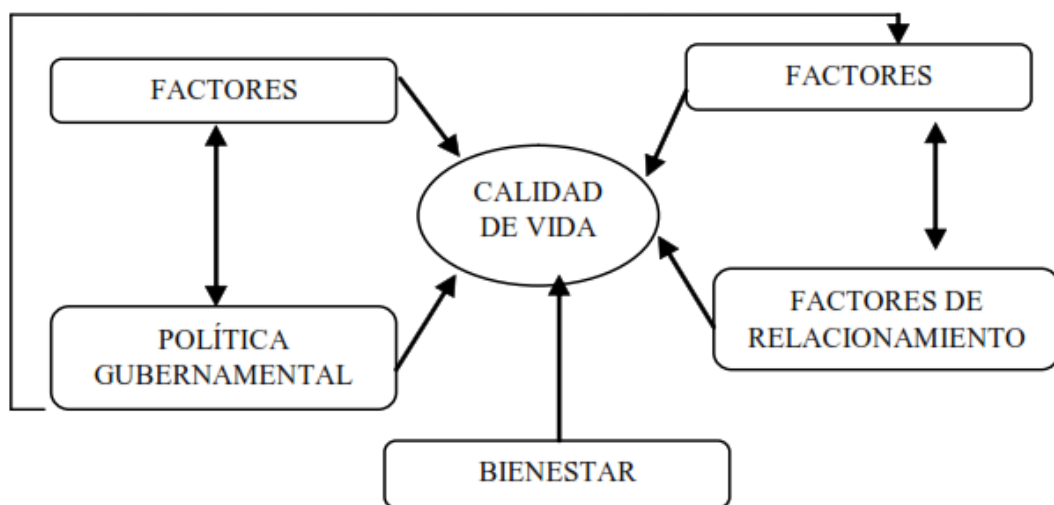 FACTORES
FACTORES
CALIDAD
DE VIDA
POLÍTICA
GUBERNAMENTAL
FACTORES DE
RELACIONAMIENTO
BIENESTAR